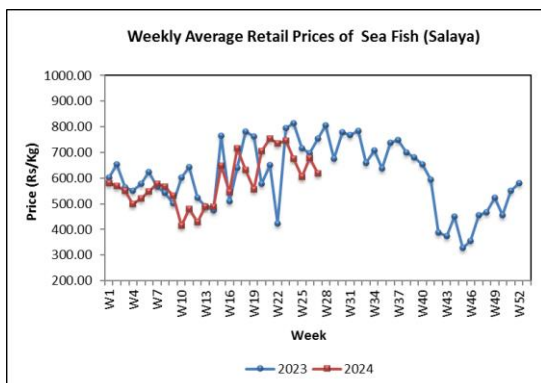 Weekly Average Retail Prices of Sea Fish (Salaya)
Price (Rs/Kg)
1000.00
900.00
800.00
700.00
600.00
500.00
400.00
300.00
200.00
W1
W4
W7
W10
W13
W16
W19
W22
W25
W28
W31
W34
W37
W40
W43
W46
W49
W52
Week
2023
2024